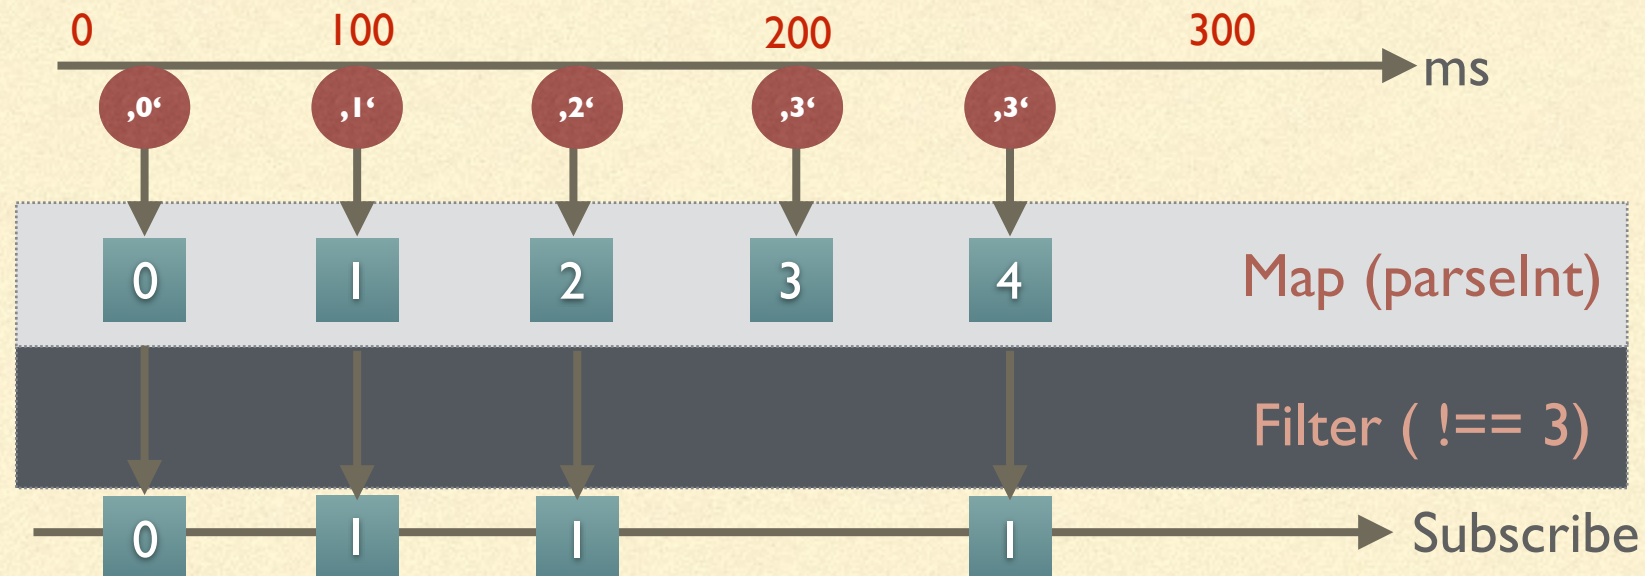 0 100 200 300
ms
‚0‘ ‚1‘ ‚2‘ ‚3‘ ‚3‘
0 1 2 3 4 Map (parseInt)
Filter ( !== 3)
0 1 1 1 Subscribe